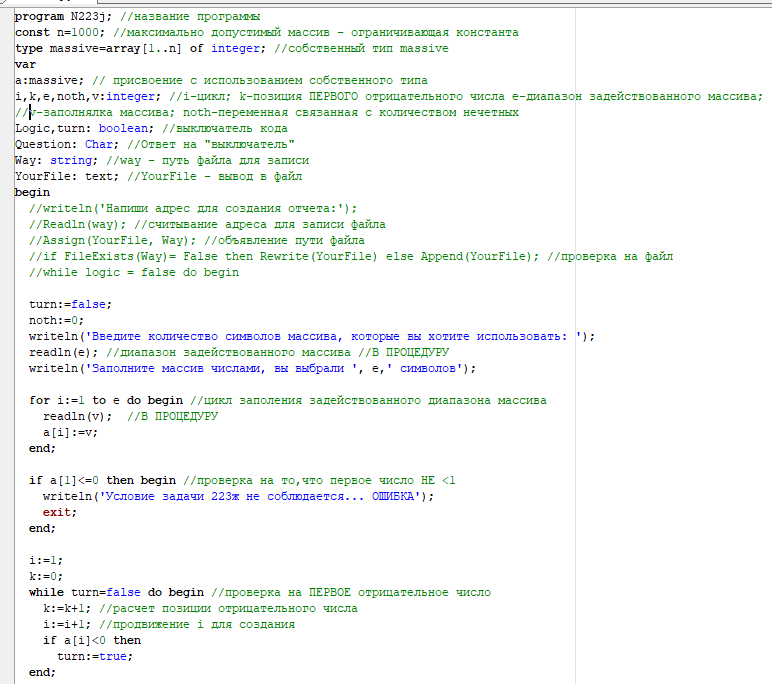 program N223j; //название программы
const n=1000; //максимально допустимый массив - ограничивающая константа
type massive=array[1..n] of integer; //собственный тип massive
var
a:massive; // присвоение с использованием собственного типа
i,k,e,noth,v:integer; //i-цикл; k-позиция ПЕРВОГО отрицательного числа e-диапазон задействованного массива;
//v-заполнялка массива; noth-переменная связанная с количеством нечетных
Logic,turn: boolean; //выключатель кода
Question: Char; //Ответ на "выключатель"
Way: string; //way - путь файла для записи
YourFile: text; //YourFile - вывод в файл
begin
//writeln('Напиши адрес для создания отчета:');
//Readln(way); //считывание адреса для записи файла
//Assign(YourFile, Way); //объявление пути файла
//if FileExists(Way)= False then Rewrite(YourFile) else Append(YourFile); //проверка на файл
//while logic = false do begin
turn:=false;
noth:=0;
writeln('Введите количество символов массива, которые вы хотите использовать: ');
readln(e); //диапазон задействованного массива //В ПРОЦЕДУРУ
writeln('Заполните массив числами, вы выбрали ', e,' символов');
for i:=1 to e do begin //цикл заполения задействованного диапазона массива
readln(v); //В ПРОЦЕДУРУ
a[i]:=v;
end;
if a[1]<=0 then begin //проверка на то,что первое число НЕ <1
writeln('Условие задачи 223ж не соблюдается... ОШИБКА');
exit;
end;
i:=1;
k:=0;
while turn=false do begin //проверка на ПЕРВОЕ отрицательное число
k:=k+1; //расчет позиции отрицательного числа
i:=i+1; //продвижение i для создания
if a[i]<0 then
turn:=true;
end;